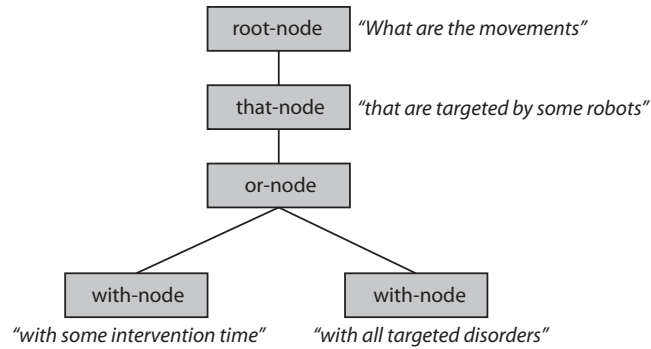 root-node “What are the movements”
that-node “that are targeted by some robots”
or-node
with-node with-node
“with some intervention time” “with all targeted disorders”